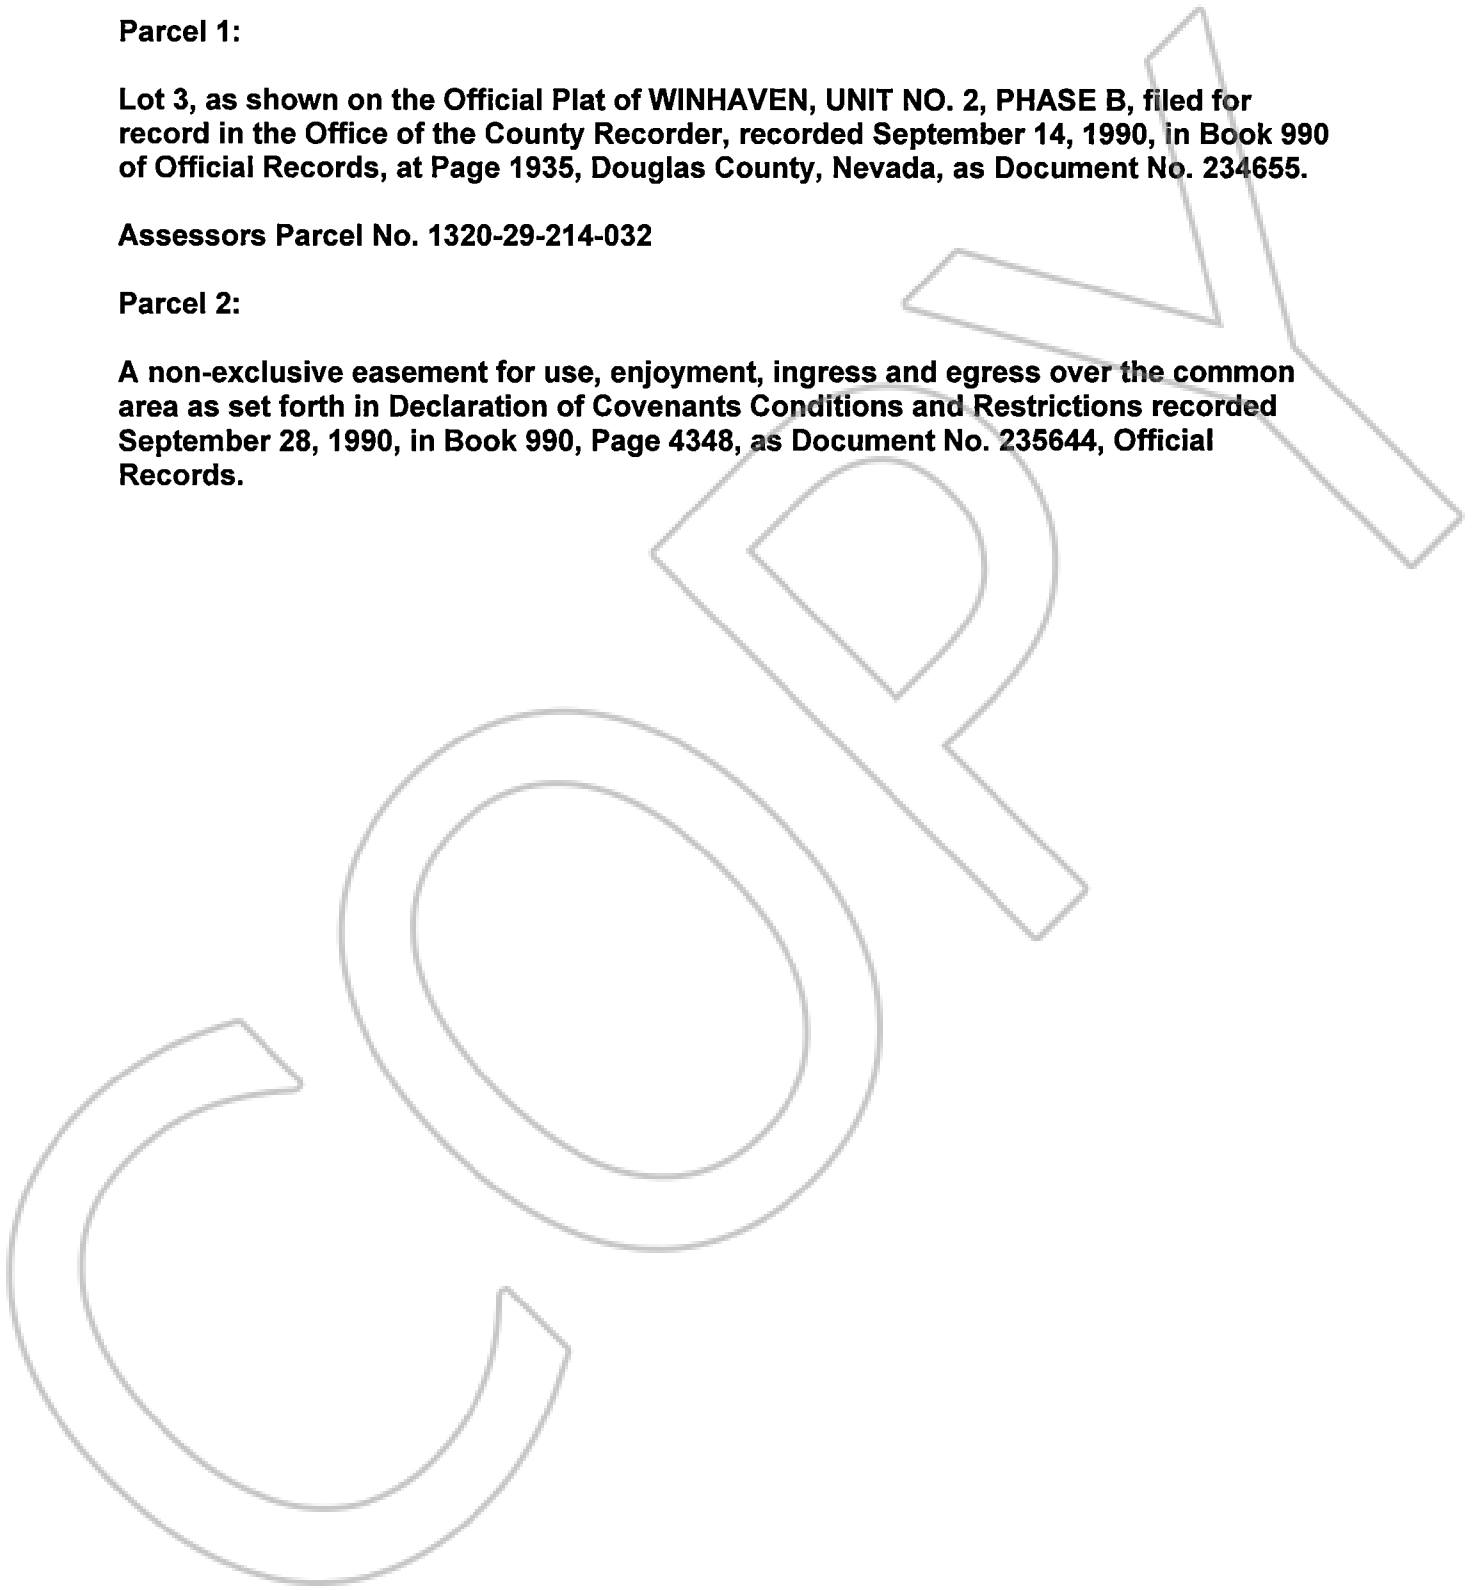 Parcel 1:
Lot 3, as shown on the Official Plat of WINHAVEN, UNIT NO. 2, PHASE B, filed for
record in the Office of the County Recorder, recorded September 14, 1990, in Book 990
of Official Records, at Page 1935, Douglas County, Nevada, as Document No. 234655.
Assessors Parcel No. 1320-29-214-032
Parcel 2:
A non-exclusive easement for use, enjoyment, ingress and egress over the common
area as set forth in Declaration of Covenants Conditions and Restrictions recorded
September 28, 1990, in Book 990, Page 4348, as Document No. 235644, Official
Records.
COPY